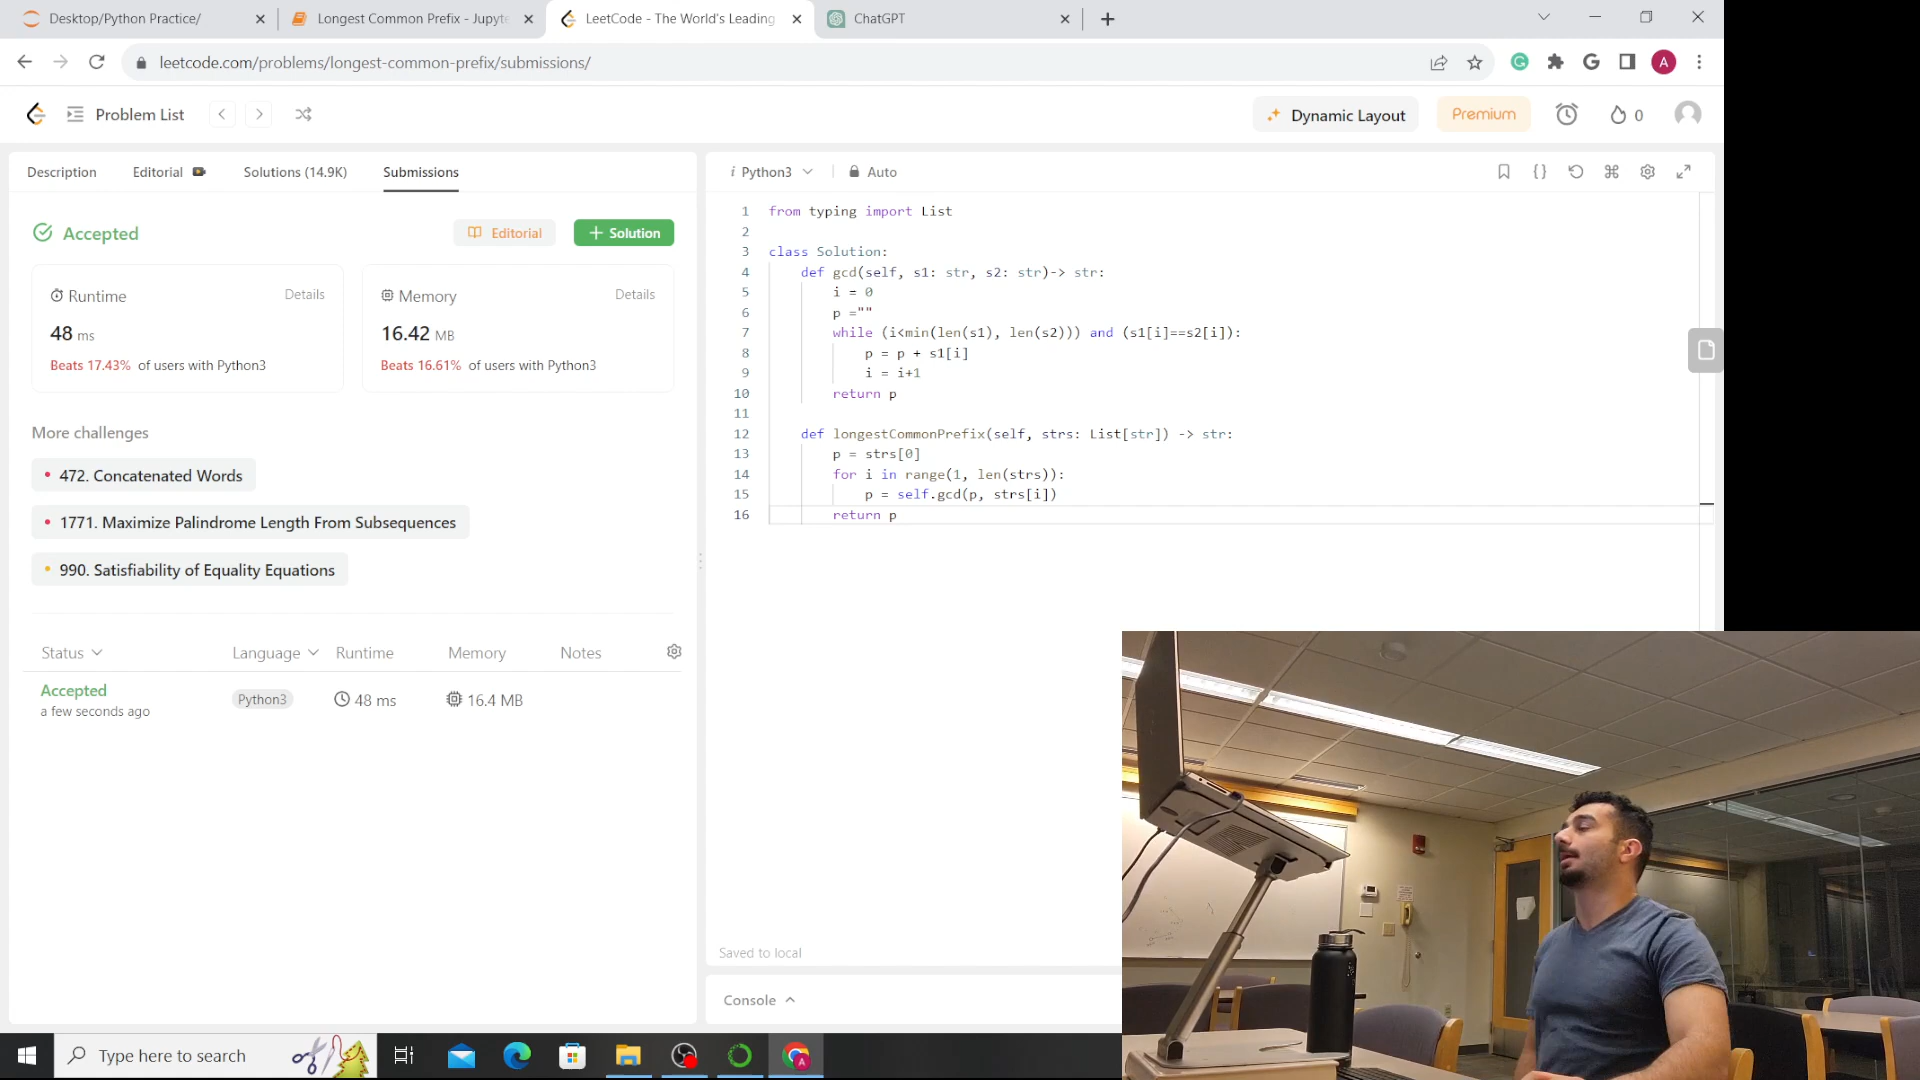 Desktop/Python Practice/
Longest Common Prefix - Jupyte
LeetCode - The World's Leading
ChatGPT
leetcode.com/problems/longest-common-prefix/submissions/
A
Problem List
Dynamic Layout
Premium
0
Description
Editorial
Solutions (14.9K)
Submissions
Accepted
Editorial
+ Solution
Runtime
Details
48 ms
Beats 17.43% of users with Python3
Memory
Details
16.42 MB
Beats 16.61% of users with Python3
More challenges
472. Concatenated Words
1771. Maximize Palindrome Length From Subsequences
990. Satisfiability of Equality Equations
Status
Language
Runtime
Memory
Notes
Accepted
a few seconds ago
Python3
48 ms
16.4 MB
i Python3
Auto
1 from typing import List
2
3 class Solution:
4 def gcd(self, s1: str, s2: str)-> str:
5 i = 0
6 p =""
7 while (i<min(len(s1), len(s2))) and (s1[i]==s2[i]):
8 p = p + s1[i]
9 i = i+1
10 return p
11
12 def longestCommonPrefix(self, strs: List[str]) -> str:
13 p = strs[0]
14 for i in range(1, len(strs)):
15 p = self.gcd(p, strs[i])
16 return p
Saved to local
Console
Type here to search